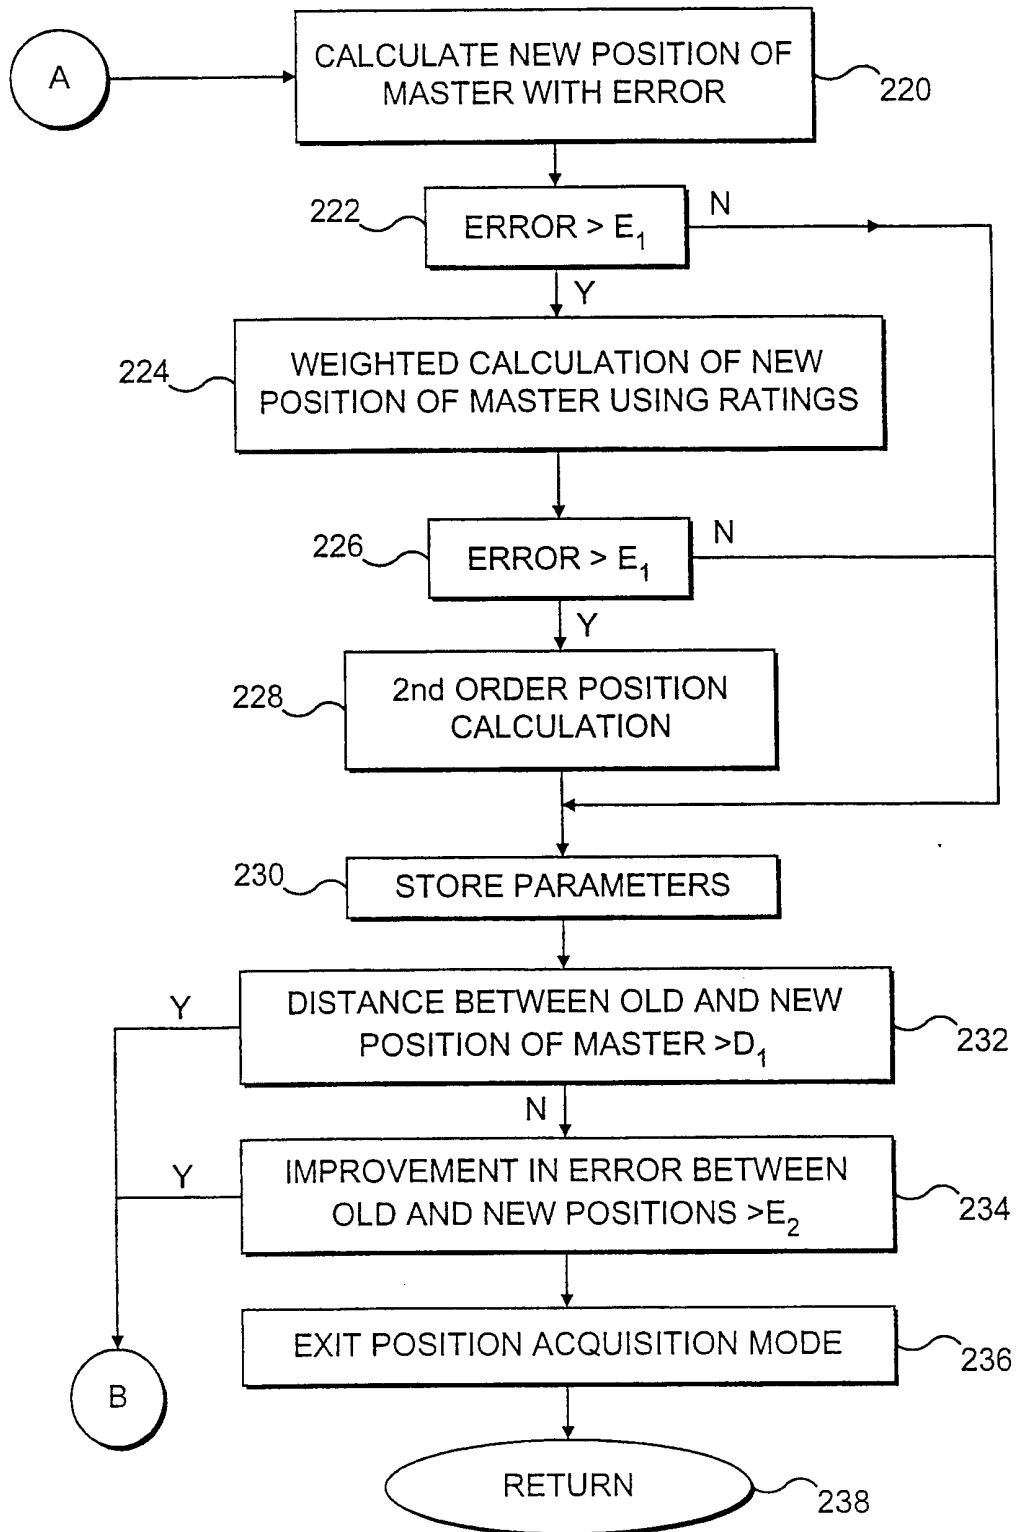 A
CALCULATE NEW POSITION OF
MASTER WITH ERROR
220
222
ERROR > E1
N
Y
224
WEIGHTED CALCULATION OF NEW
POSITION OF MASTER USING RATINGS
226
ERROR > E1
N
Y
228
2nd ORDER POSITION
CALCULATION
230
STORE PARAMETERS
Y
DISTANCE BETWEEN OLD AND NEW
POSITION OF MASTER >D1
232
N
Y
IMPROVEMENT IN ERROR BETWEEN
OLD AND NEW POSITIONS >E2
234
EXIT POSITION ACQUISITION MODE
236
B
RETURN
238